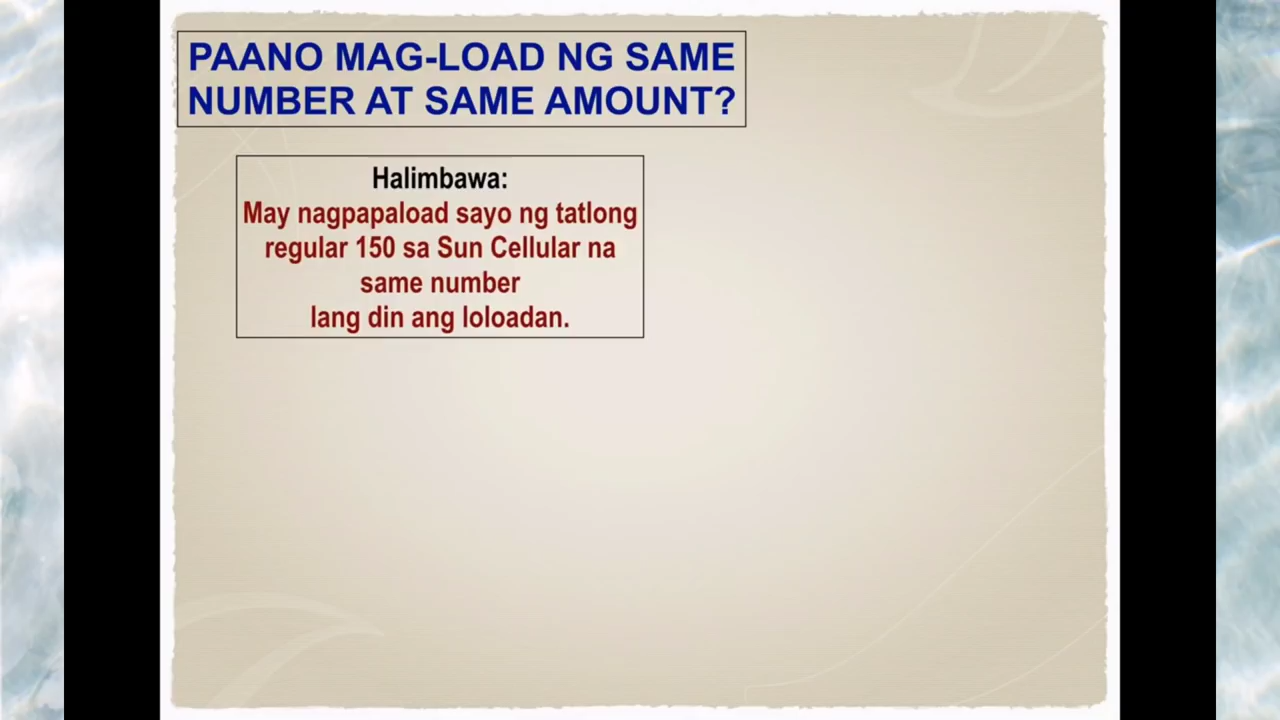 PAANO MAG-LOAD NG SAME
NUMBER AT SAME AMOUNT?
Halimbawa:
May nagpapaload sayo ng tatlong
regular 150 sa Sun Cellular na
same number
lang din ang loloadan.